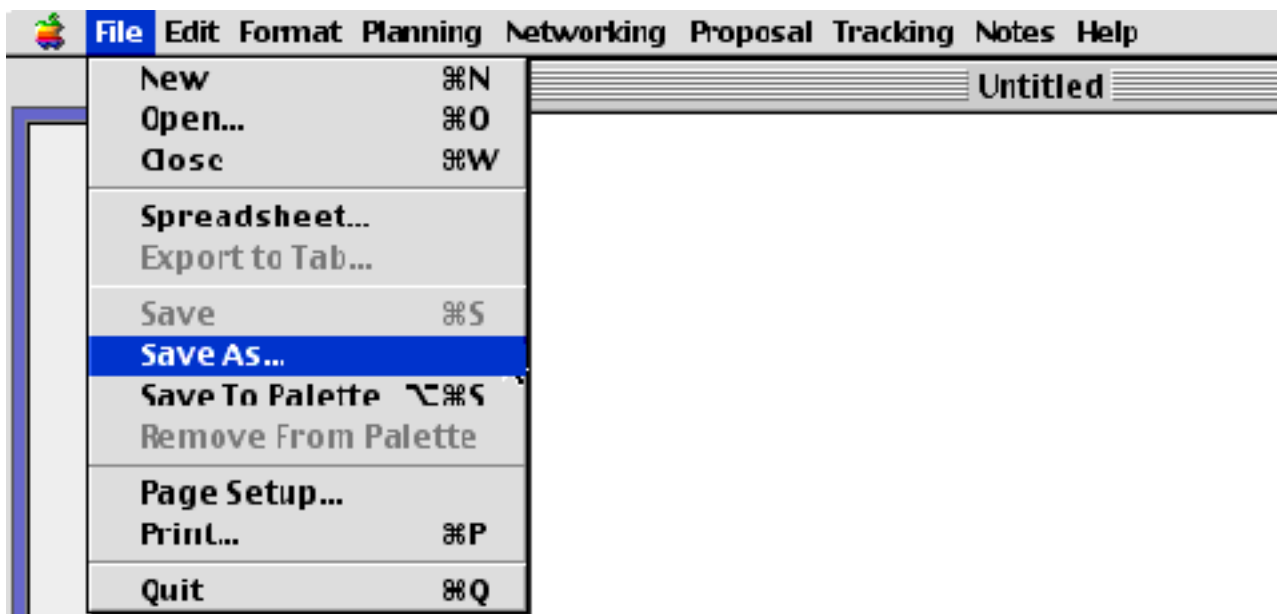 File Edit Format Planning Networking Proposal Tracking Notes Help
Untitled
New ⌘N
Open... ⌘O
Close ⌘W
Spreadsheet...
Export to Tab...
Save ⌘S
Save As...
Save To Palette ⌥⌘S
Remove From Palette
Page Setup...
Print... ⌘P
Quit ⌘Q